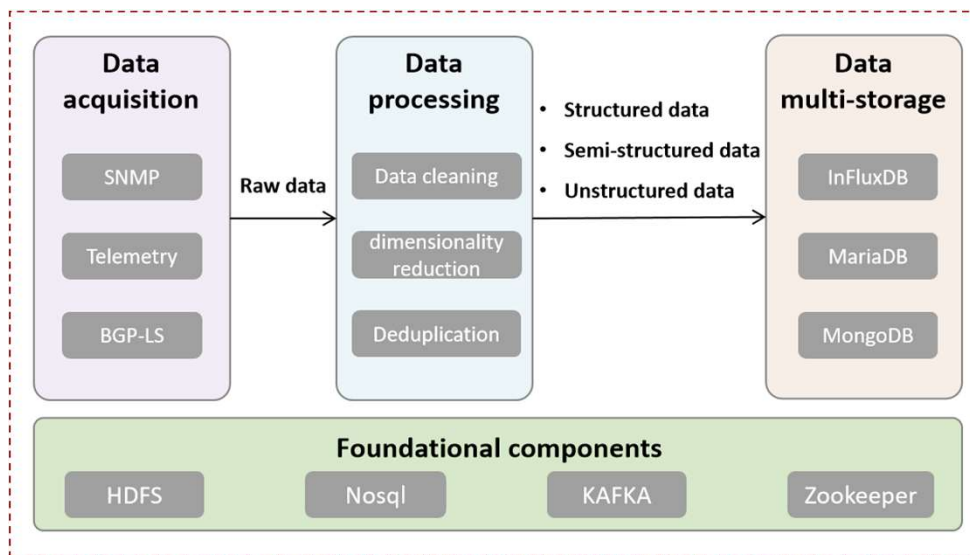 Data
acquisition
SNMP
Telemetry
BGP-LS
Raw data
Data
processing
Data cleaning
dimensionality
reduction
Deduplication
• Structured data
• Semi-structured data
• Unstructured data
Data
multi-storage
InFluxDB
MariaDB
MongoDB
Foundational components
HDFS
Nosql
KAFKA
Zookeeper